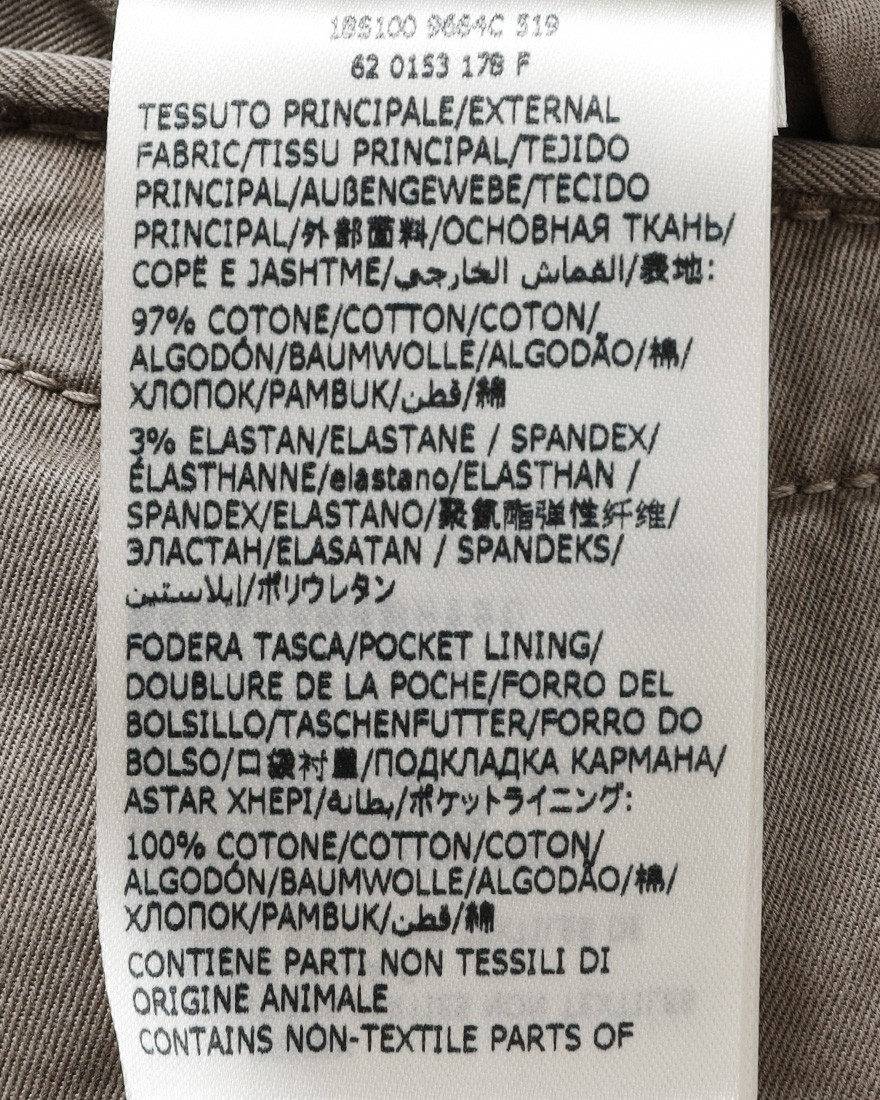 62 0153 178 F
TESSUTO PRINCIPALE/EXTERNAL
FABRIC/TISSU PRINCIPAL/TEJIDO
PRINCIPAL/AUßENGEWEBE/TECIDO
PRINCIPAL/外部面料/ОСНОВНАЯ ТКАНЬ/
COPË E JASHTME/القماش الخارجي/表地:
97% COTONE/COTTON/COTON/
ALGODÓN/BAUMWOLLE/ALGODÃO/棉/
ХЛОПОК/PAMBUK/قطن/綿
3% ELASTAN/ELASTANE / SPANDEX/
ÉLASTHANNE/elastano/ELASTHAN /
SPANDEX/ELASTANO/聚氨酯弹性纤维/
ЭЛАСТАН/ELASATAN / SPANDEKS/
إيلاستين/ポリウレタン
FODERA TASCA/POCKET LINING/
DOUBLURE DE LA POCHE/FORRO DEL
BOLSILLO/TASCHENFUTTER/FORRO DO
BOLSO/口袋衬里/ПОДКЛАДКА КАРМАНА/
ASTAR XHEPI/بطانة/ポケットライニング:
100% COTONE/COTTON/COTON/
ALGODÓN/BAUMWOLLE/ALGODÃO/棉/
ХЛОПОК/PAMBUK/قطن/綿
CONTIENE PARTI NON TESSILI DI
ORIGINE ANIMALE
CONTAINS NON-TEXTILE PARTS OF